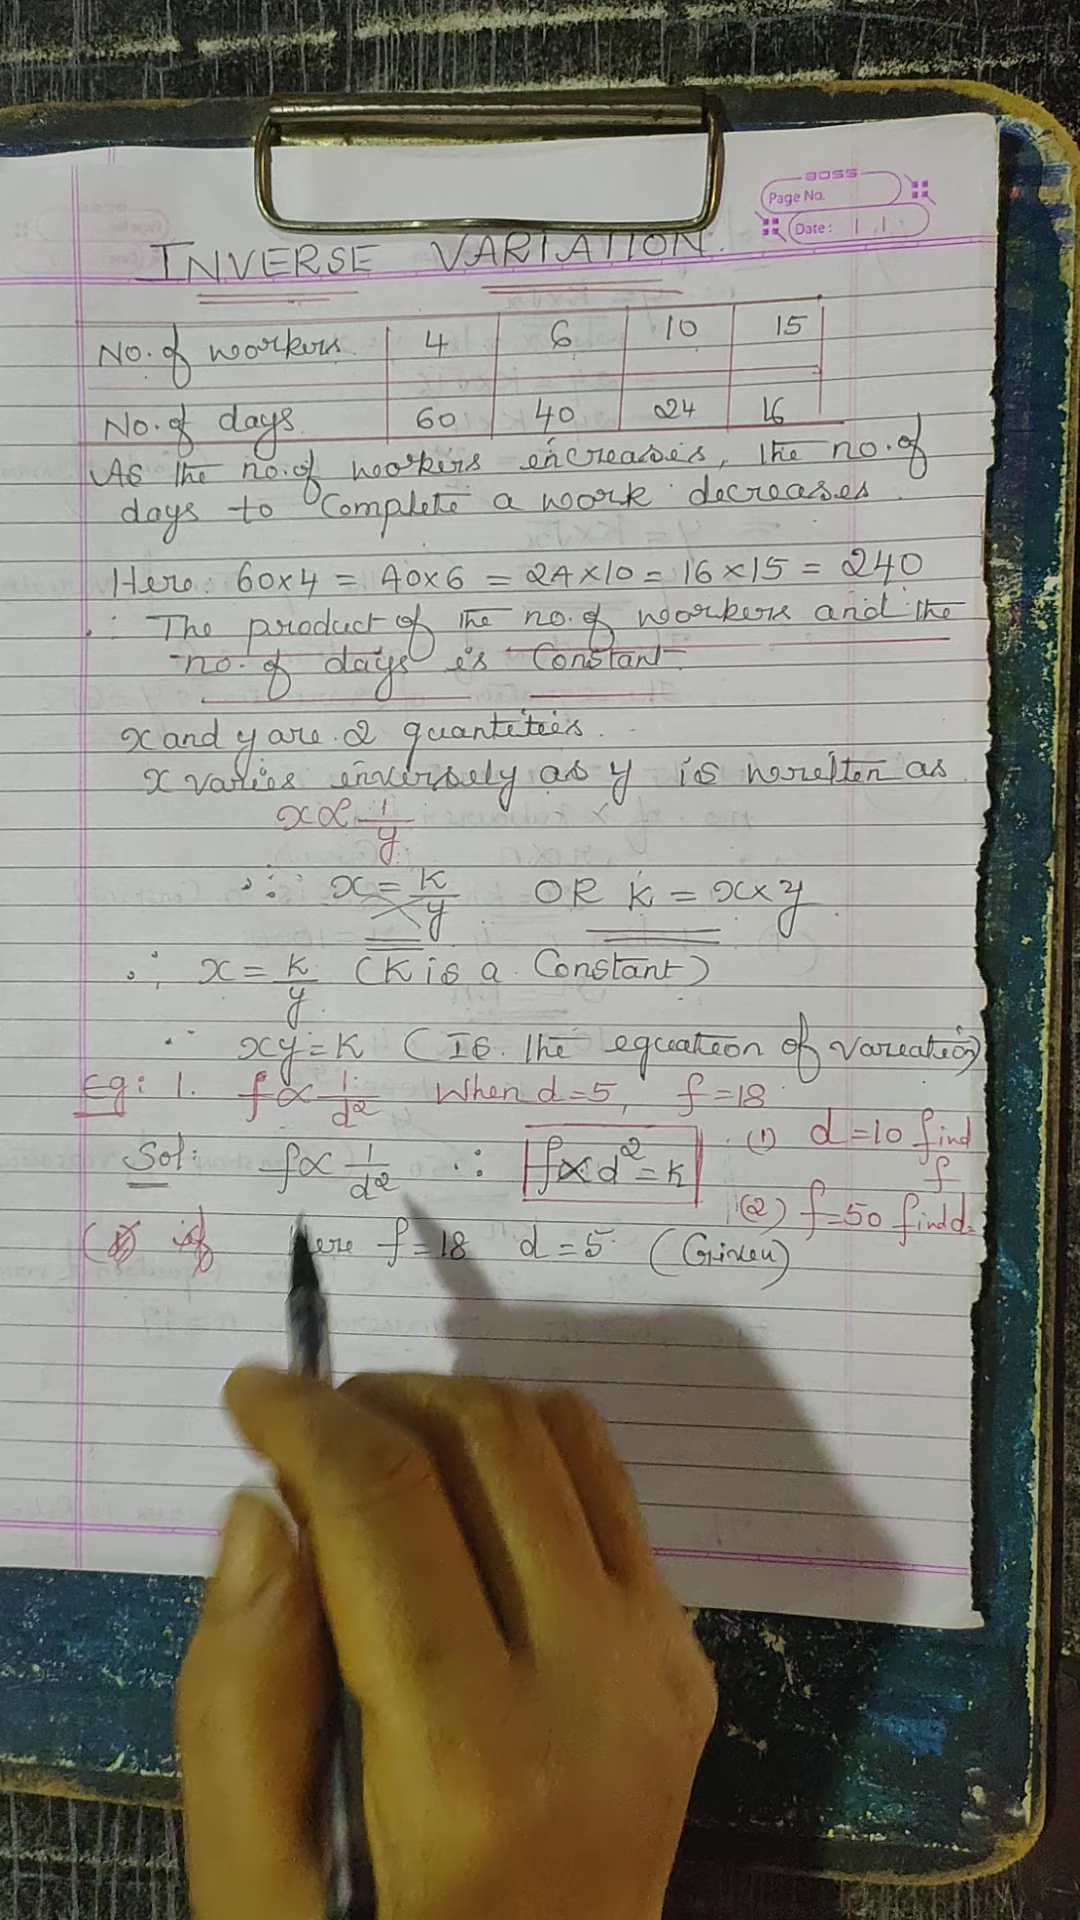 BOSS
Page No.
Date:
INVERSE VARIATION.
No. of workers 4 6 10 15
No. of days 60 40 24 16
As the no. of workers increases, the no. of
days to complete a work decreases.
Here: 60x4 = 40x6 = 24x10 = 16x15 = 240
∴ The product of the no. of workers and the
no. of days is Constant.
x and y are 2 quantities.
x varies inversely as y is written as
x ∝ 1/y
∴ x = k/y OR k = x × y
∴ x = k/y (K is a Constant)
∴ xy = k (Is the equation of variation)
Eg: 1. f ∝ 1/d² When d = 5, f = 18
(1) d = 10 find f
Sol: f ∝ 1/d² ∴ f × d² = k
(2) f = 50 find d.
if Here f = 18 d = 5 (Given)